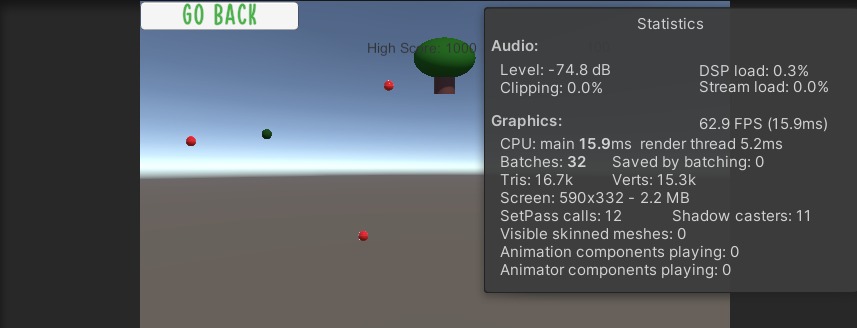 GO BACK
High Score: 1000
Statistics
Audio:
Level: -74.8 dB DSP load: 0.3%
Clipping: 0.0% Stream load: 0.0%
Graphics: 62.9 FPS (15.9ms)
CPU: main 15.9ms render thread 5.2ms
Batches: 32 Saved by batching: 0
Tris: 16.7k Verts: 15.3k
Screen: 590x332 - 2.2 MB
SetPass calls: 12 Shadow casters: 11
Visible skinned meshes: 0
Animation components playing: 0
Animator components playing: 0